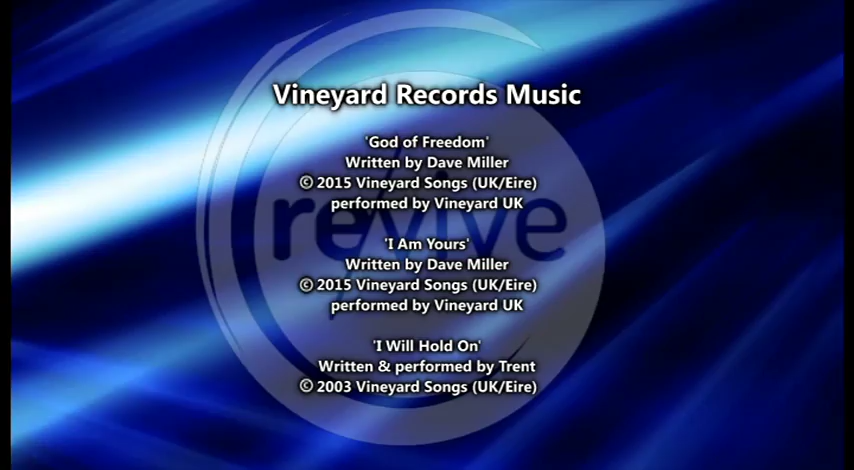 Vineyard Records Music
'God of Freedom'
Written by Dave Miller
© 2015 Vineyard Songs (UK/Eire)
performed by Vineyard UK
revive
'I Am Yours'
Written by Dave Miller
© 2015 Vineyard Songs (UK/Eire)
performed by Vineyard UK
'I Will Hold On'
Written & performed by Trent
© 2003 Vineyard Songs (UK/Eire)